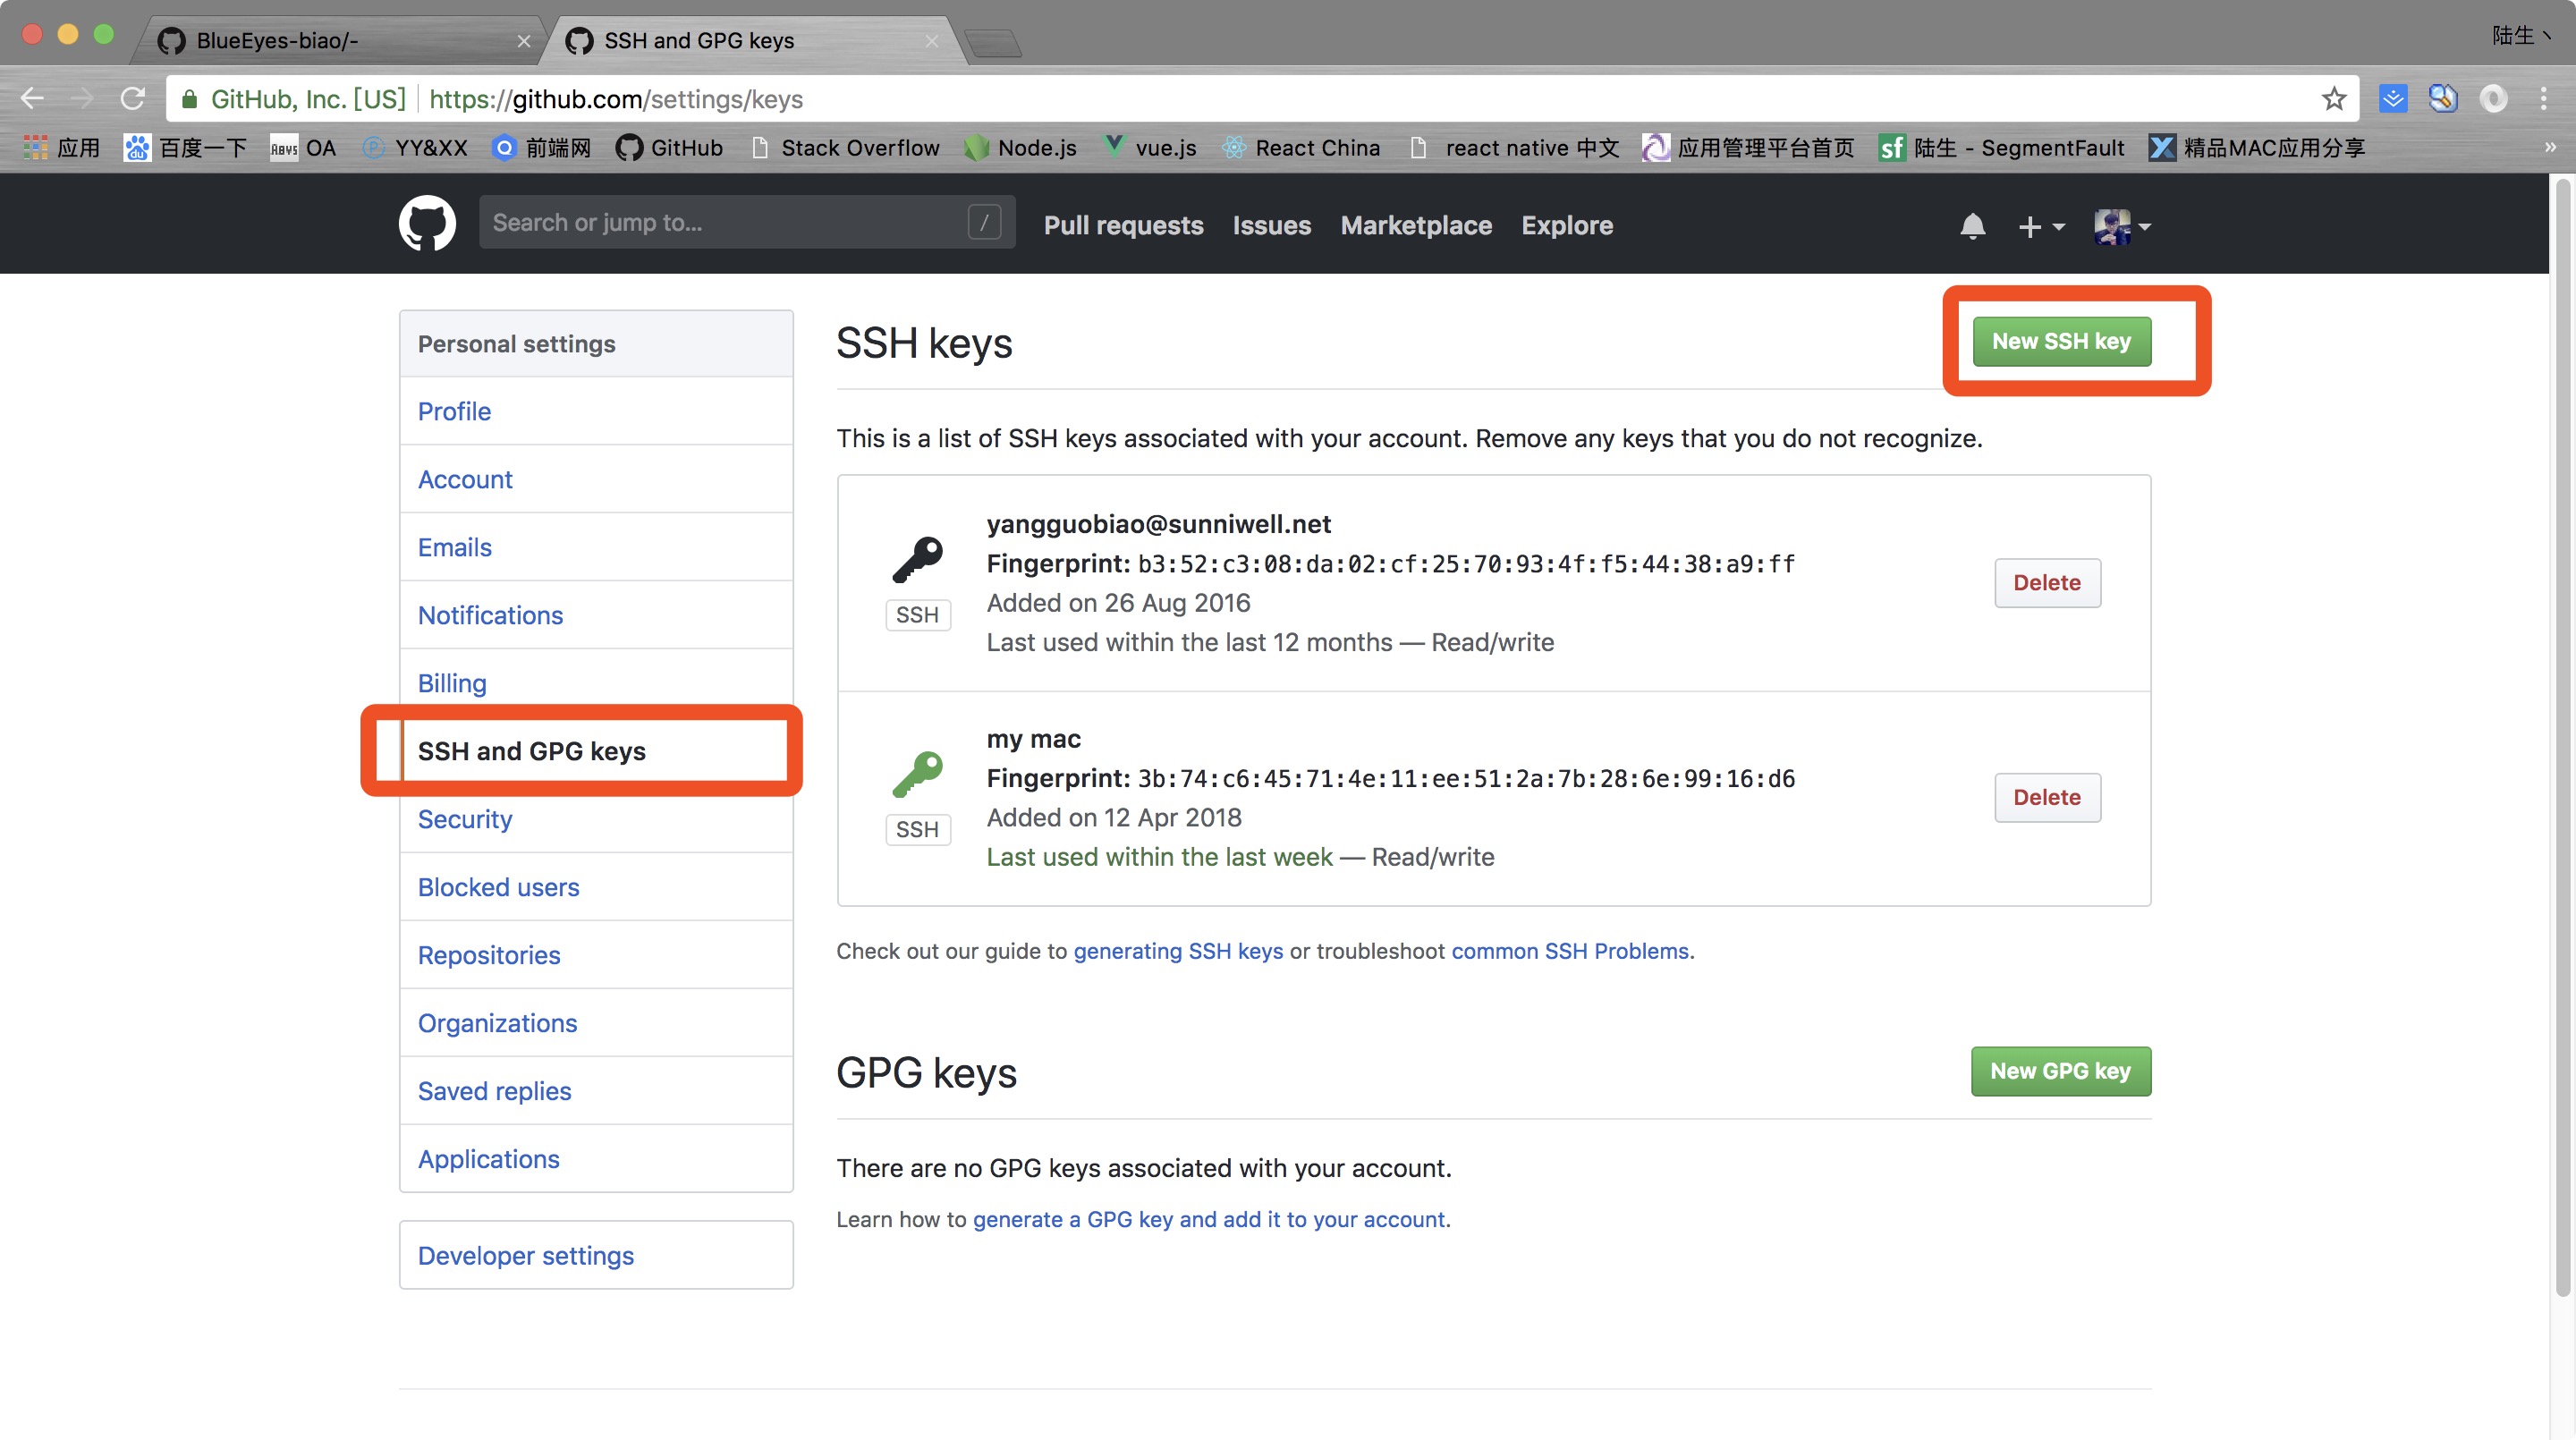 BlueEyes-biao/-
SSH and GPG keys
陆生丶
GitHub, Inc. [US] https://github.com/settings/keys
应用 百度一下 OA YY&XX 前端网 GitHub Stack Overflow Node.js vue.js React China react native 中文 应用管理平台首页 陆生 - SegmentFault 精品MAC应用分享 »
Search or jump to... / Pull requests Issues Marketplace Explore
Personal settings
Profile
Account
Emails
Notifications
Billing
SSH and GPG keys
Security
Blocked users
Repositories
Organizations
Saved replies
Applications
Developer settings
SSH keys
New SSH key
This is a list of SSH keys associated with your account. Remove any keys that you do not recognize.
SSH
yangguobiao@sunniwell.net
Fingerprint: b3:52:c3:08:da:02:cf:25:70:93:4f:f5:44:38:a9:ff
Added on 26 Aug 2016
Last used within the last 12 months — Read/write
Delete
SSH
my mac
Fingerprint: 3b:74:c6:45:71:4e:11:ee:51:2a:7b:28:6e:99:16:d6
Added on 12 Apr 2018
Last used within the last week — Read/write
Delete
Check out our guide to generating SSH keys or troubleshoot common SSH Problems.
GPG keys
New GPG key
There are no GPG keys associated with your account.
Learn how to generate a GPG key and add it to your account.